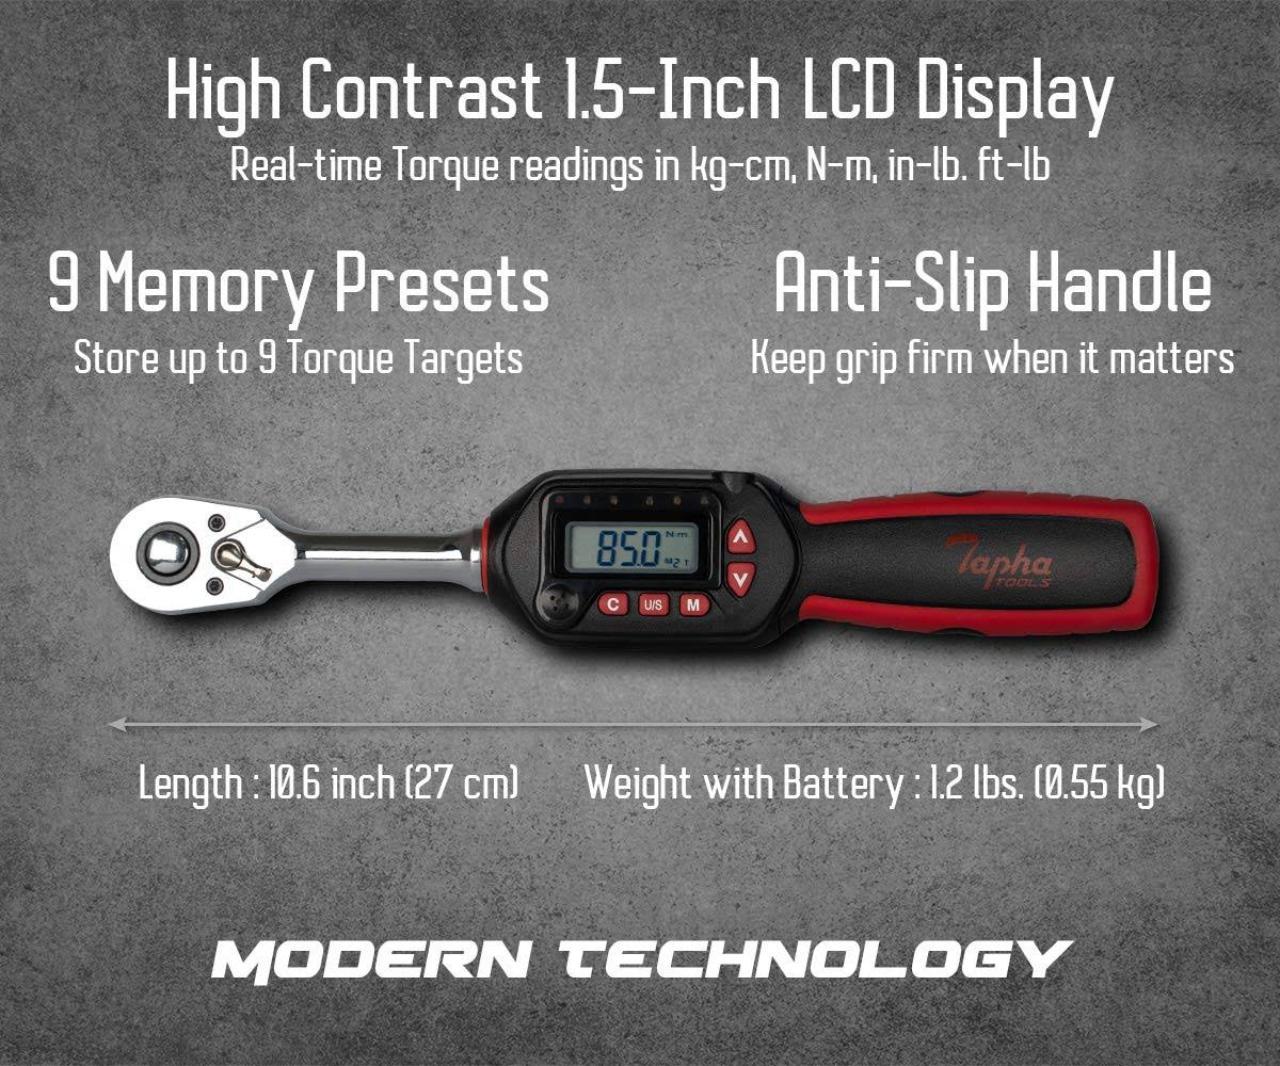 High Contrast 1.5-Inch LCD Display
Real-time Torque readings in kg-cm, N-m, in-lb. ft-lb
9 Memory Presets
Store up to 9 Torque Targets
Anti-Slip Handle
Keep grip firm when it matters
85.0 N-m
M2 T
C U/S M
Tapha
TOOLS
Length : 10.6 inch (27 cm)
Weight with Battery : 1.2 lbs. (0.55 kg)
MODERN TECHNOLOGY